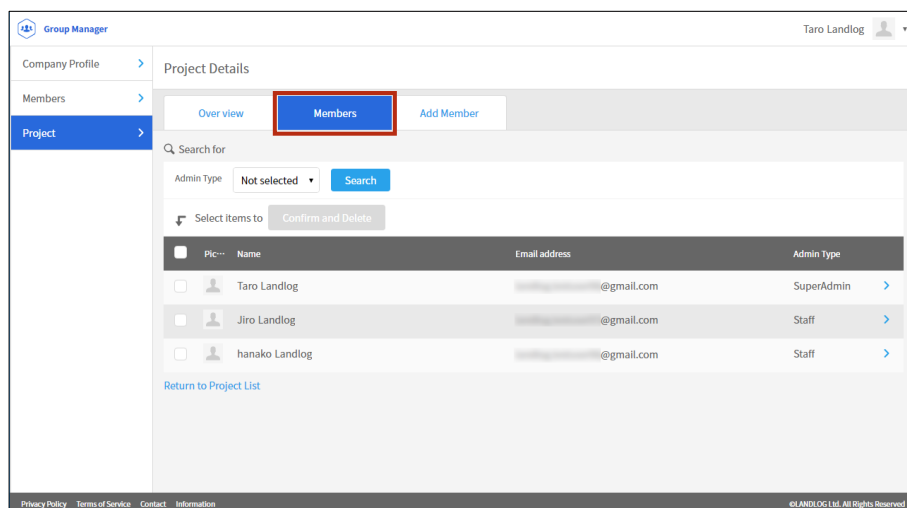 Group Manager
Taro Landlog
Company Profile
Members
Project
Project Details
Over view
Members
Add Member
Search for
Admin Type
Not selected
Search
Select items to
Confirm and Delete
Pic··· Name Email address Admin Type
Taro Landlog @gmail.com SuperAdmin
Jiro Landlog @gmail.com Staff
hanako Landlog @gmail.com Staff
Return to Project List
Privacy Policy Terms of Service Contact Information ©LANDLOG Ltd. All Rights Reserved